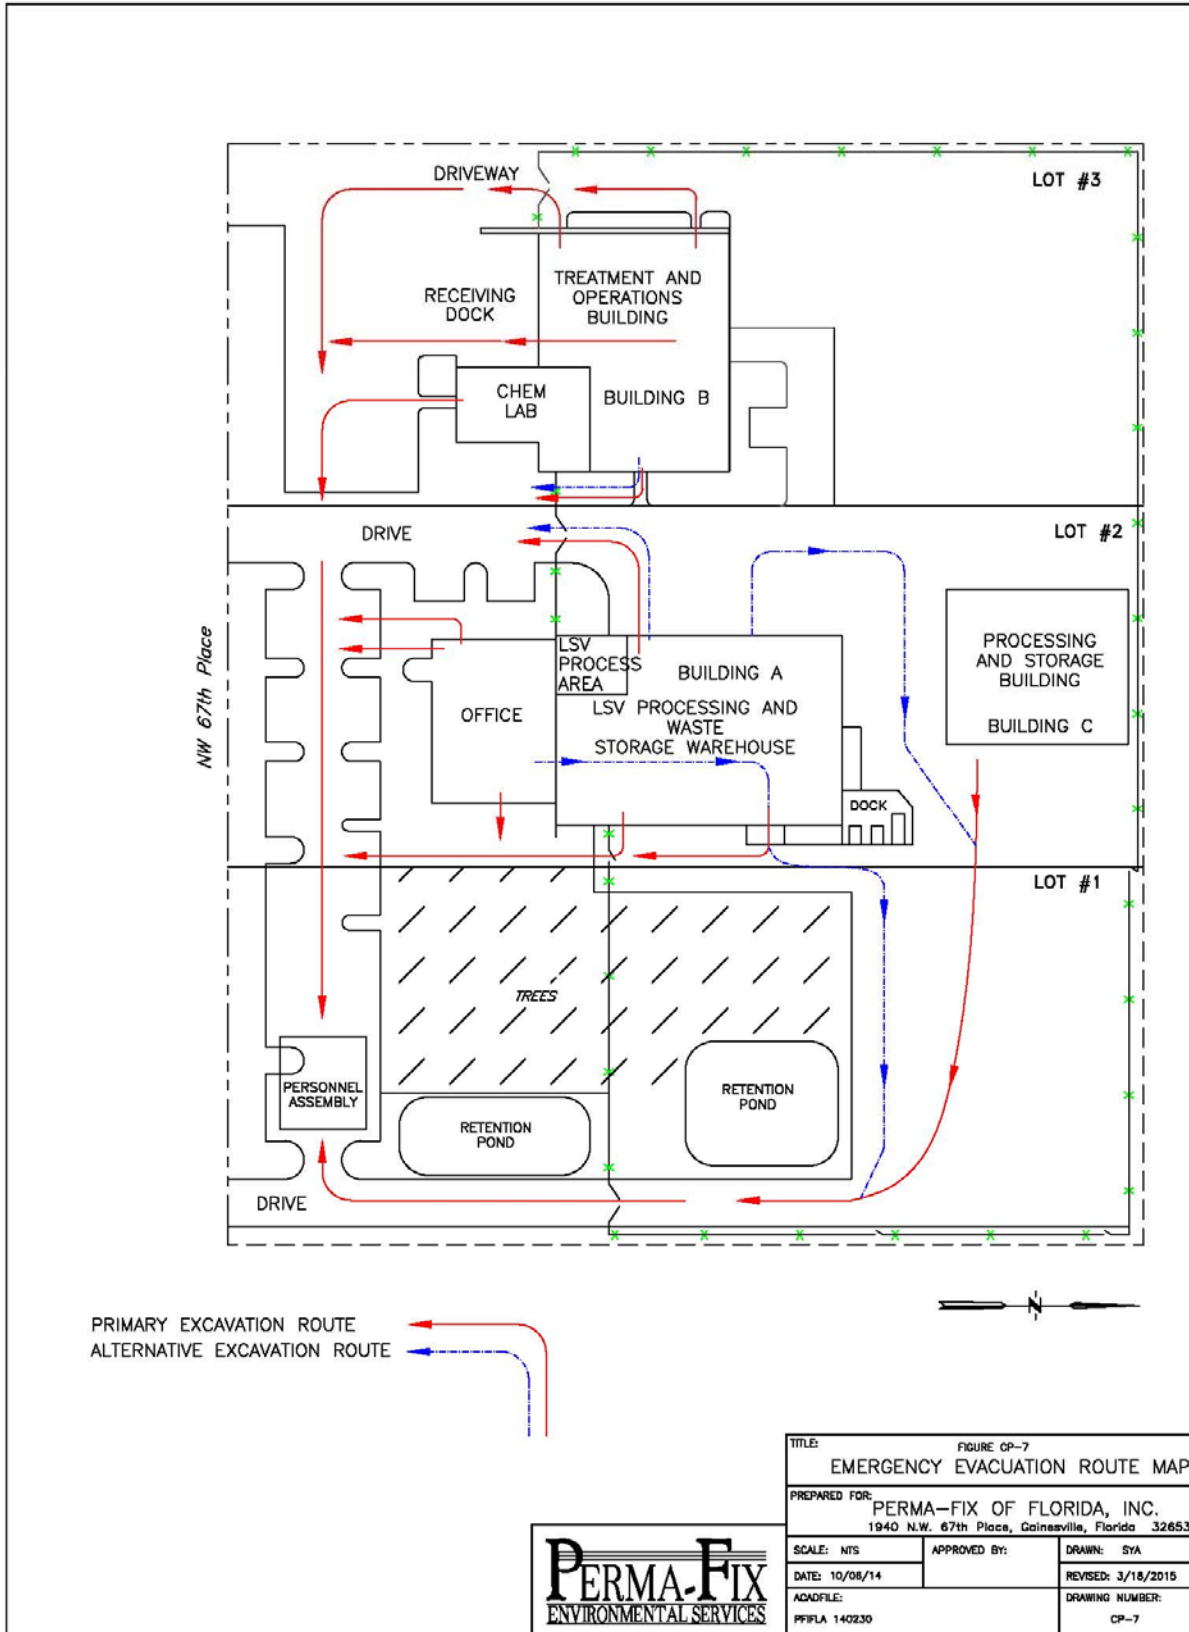 DRIVEWAY
LOT #3
TREATMENT AND
OPERATIONS
BUILDING
RECEIVING
DOCK
CHEM
LAB
BUILDING B
DRIVE
LOT #2
NW 67th Place
LSV
PROCESS
AREA
BUILDING A
LSV PROCESSING AND
WASTE
STORAGE WAREHOUSE
OFFICE
PROCESSING
AND STORAGE
BUILDING
BUILDING C
DOCK
LOT #1
TREES
PERSONNEL
ASSEMBLY
RETENTION
POND
RETENTION
POND
DRIVE
N
PRIMARY EXCAVATION ROUTE
ALTERNATIVE EXCAVATION ROUTE
PERMA-FIX
ENVIRONMENTAL SERVICES
TITLE:
FIGURE CP-7
EMERGENCY EVACUATION ROUTE MAP
PREPARED FOR:
PERMA-FIX OF FLORIDA, INC.
1940 N.W. 67th Place, Gainesville, Florida 32653
SCALE: NTS
APPROVED BY:
DRAWN: SYA
DATE: 10/06/14
REVISED: 3/18/2015
ACADFILE:
PFIFLA 140230
DRAWING NUMBER:
CP-7